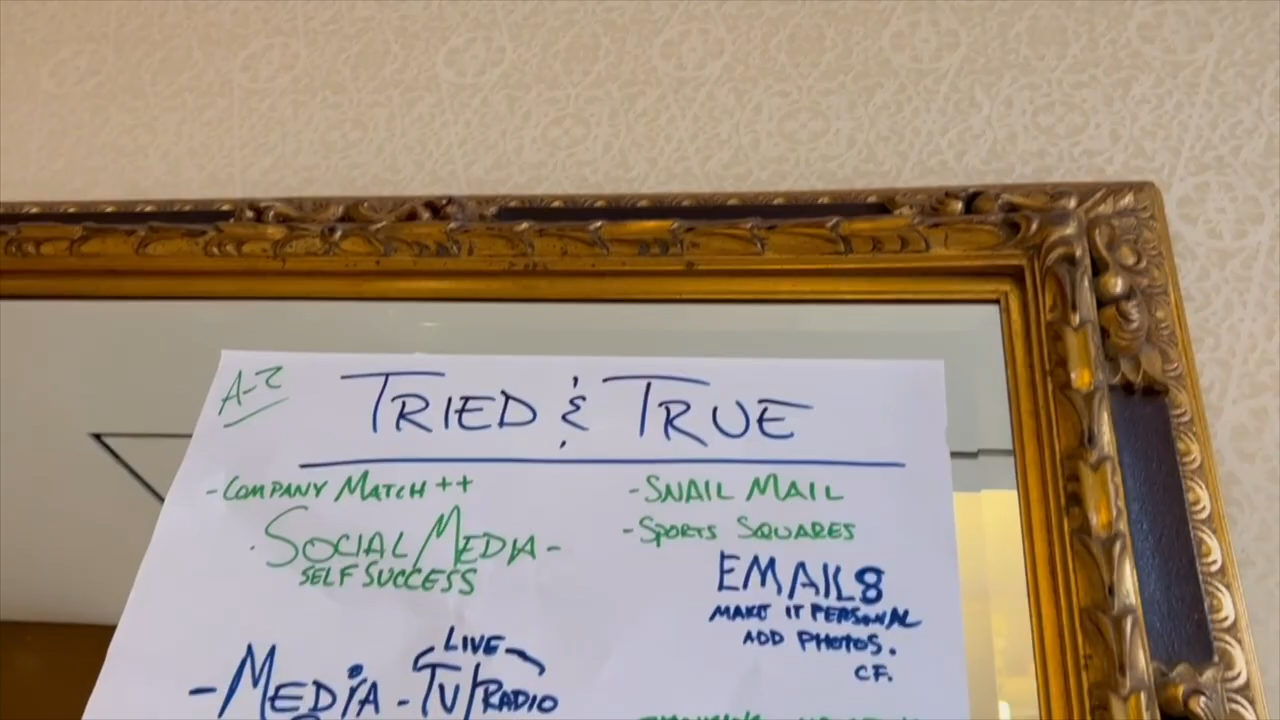 A-Z
TRIED & TRUE
- COMPANY MATCH ++
· SOCIAL MEDIA -
SELF SUCCESS
LIVE
- MEDIA - TV/RADIO
- SNAIL MAIL
- SPORTS SQUARES
EMAILS
MAKE IT PERSONAL
ADD PHOTOS.
CF.